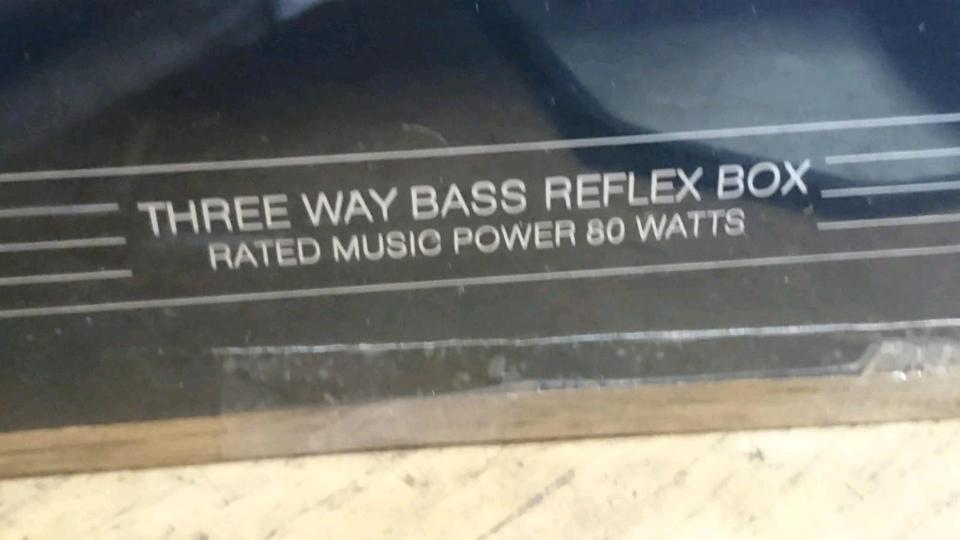 THREE WAY BASS REFLEX BOX
RATED MUSIC POWER 80 WATTS